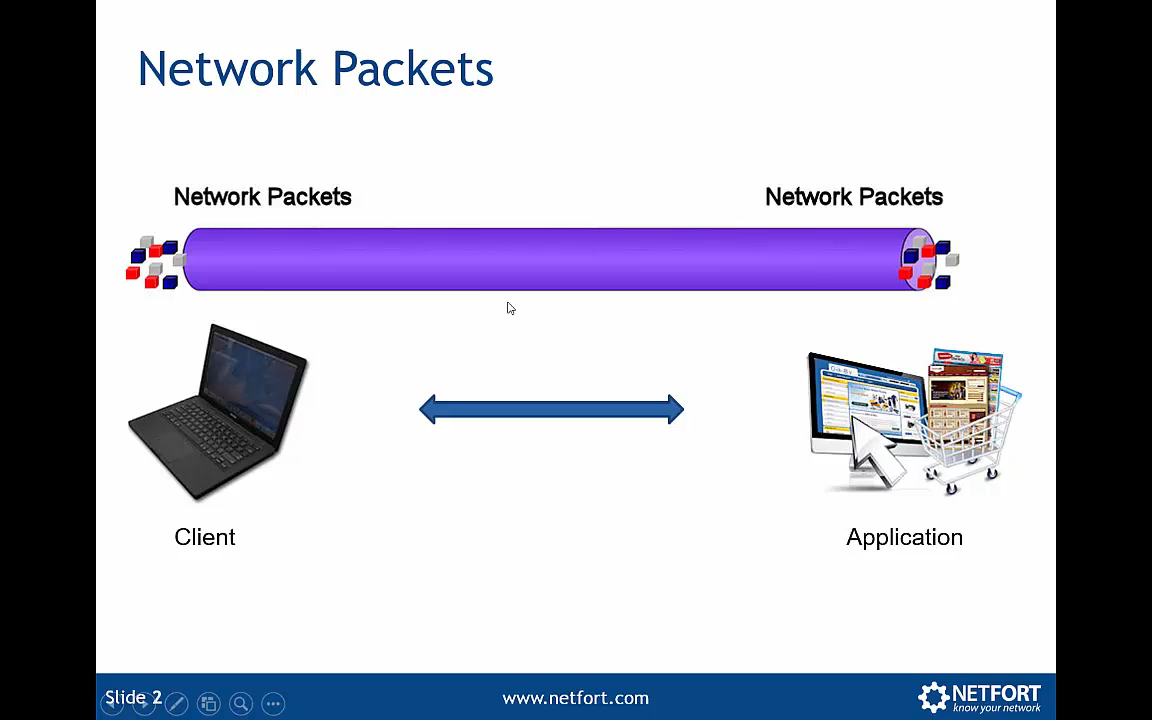 Network Packets
Network Packets
Network Packets
Client
Application
Slide 2
www.netfort.com
NETFORT
know your network